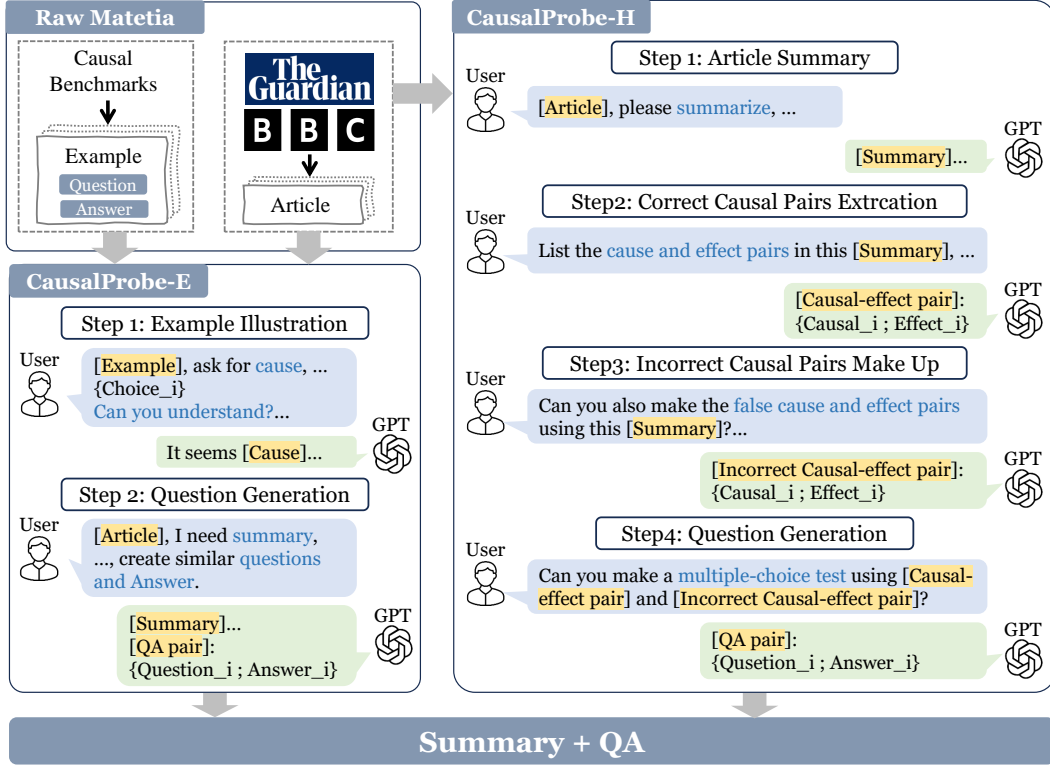 Raw Matetia
Causal
Benchmarks
Example
Question
Answer
The
Guardian
B B C
Article
CausalProbe-E
Step 1: Example Illustration
User
[Example], ask for cause, ...
{Choice_i}
Can you understand?...
GPT
It seems [Cause]...
Step 2: Question Generation
User
[Article], I need summary,
..., create similar questions
and Answer.
GPT
[Summary]...
[QA pair]:
{Question_i ; Answer_i}
CausalProbe-H
Step 1: Article Summary
User
[Article], please summarize, ...
GPT
[Summary]...
Step2: Correct Causal Pairs Extrcation
User
List the cause and effect pairs in this [Summary], ...
GPT
[Causal-effect pair]:
{Causal_i ; Effect_i}
Step3: Incorrect Causal Pairs Make Up
User
Can you also make the false cause and effect pairs
using this [Summary]?...
GPT
[Incorrect Causal-effect pair]:
{Causal_i ; Effect_i}
Step4: Question Generation
User
Can you make a multiple-choice test using [Causal-
effect pair] and [Incorrect Causal-effect pair]?
GPT
[QA pair]:
{Qusetion_i ; Answer_i}
Summary + QA